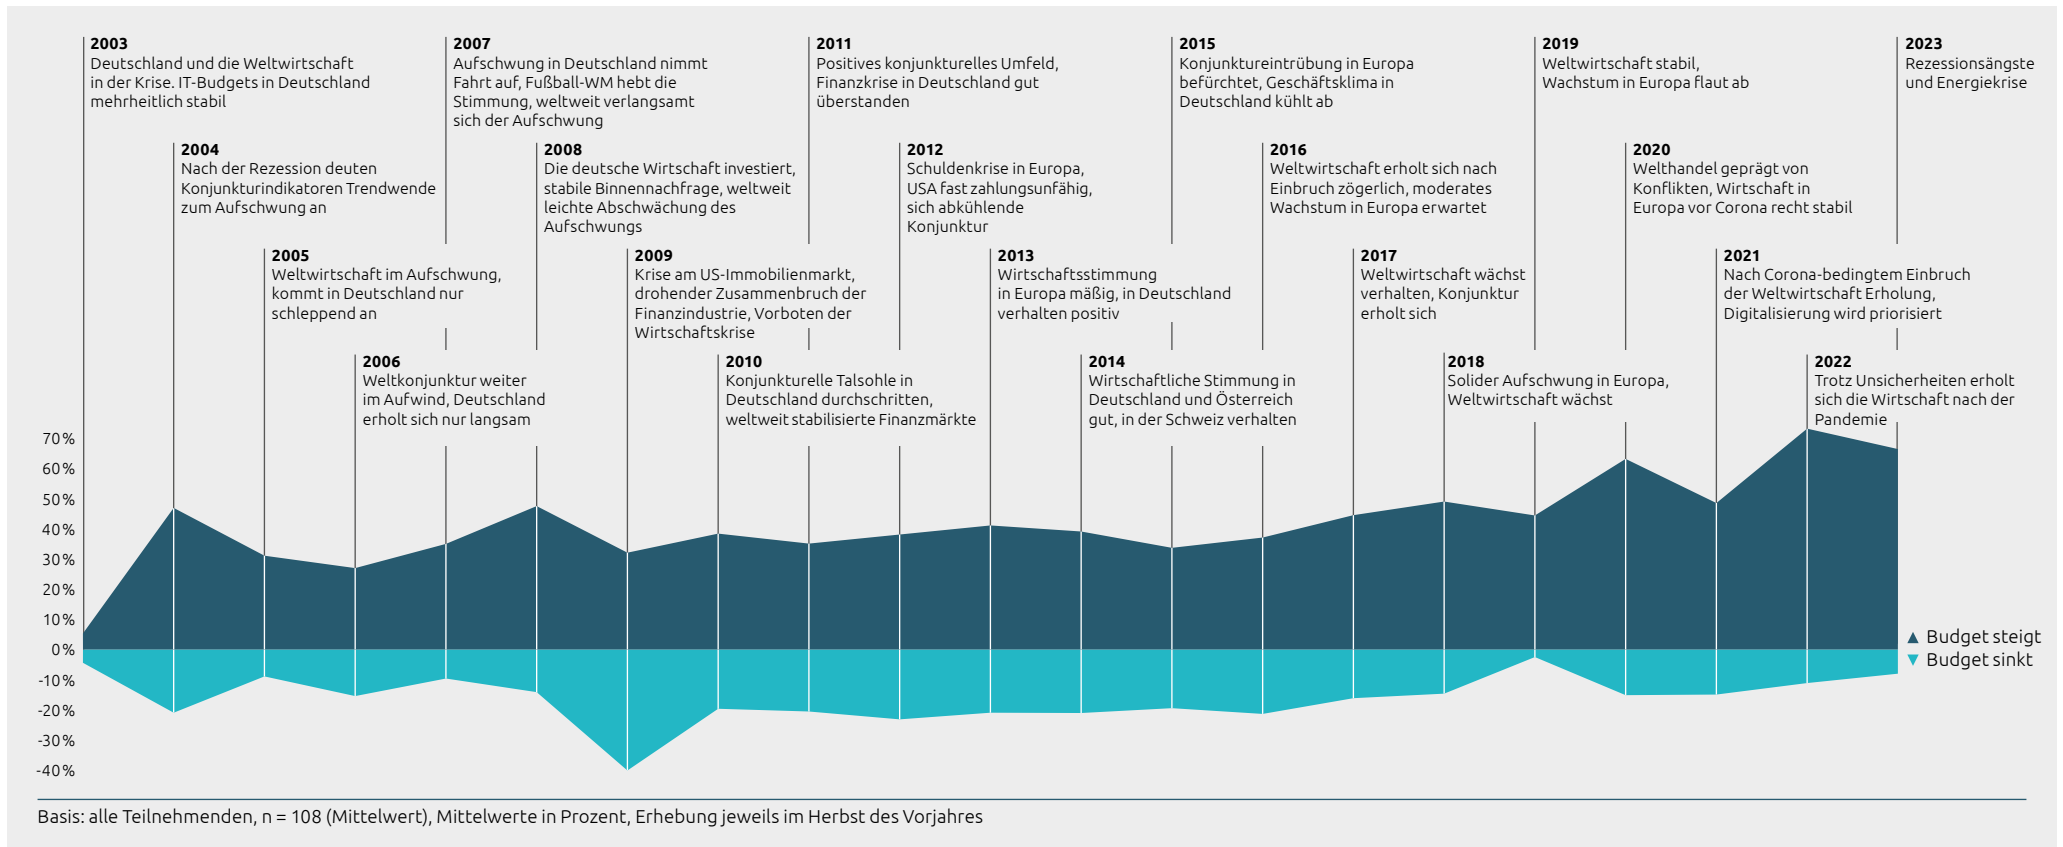 2003
Deutschland und die Weltwirtschaft
in der Krise. IT-Budgets in Deutschland
mehrheitlich stabil
2004
Nach der Rezession deuten
Konjunkturindikatoren Trendwende
zum Aufschwung an
2005
Weltwirtschaft im Aufschwung,
kommt in Deutschland nur
schleppend an
2006
Weltkonjunktur weiter
im Aufwind, Deutschland
erholt sich nur langsam
2007
Aufschwung in Deutschland nimmt
Fahrt auf, Fußball-WM hebt die
Stimmung, weltweit verlangsamt
sich der Aufschwung
2008
Die deutsche Wirtschaft investiert,
stabile Binnennachfrage, weltweit
leichte Abschwächung des
Aufschwungs
2009
Krise am US-Immobilienmarkt,
drohender Zusammenbruch der
Finanzindustrie, Vorboten der
Wirtschaftskrise
2010
Konjunkturelle Talsohle in
Deutschland durchschritten,
weltweit stabilisierte Finanzmärkte
2011
Positives konjunkturelles Umfeld,
Finanzkrise in Deutschland gut
überstanden
2012
Schuldenkrise in Europa,
USA fast zahlungsunfähig,
sich abkühlende
Konjunktur
2013
Wirtschaftsstimmung
in Europa mäßig, in Deutschland
verhalten positiv
2014
Wirtschaftliche Stimmung in
Deutschland und Österreich
gut, in der Schweiz verhalten
2015
Konjunktureintrübung in Europa
befürchtet, Geschäftsklima in
Deutschland kühlt ab
2016
Weltwirtschaft erholt sich nach
Einbruch zögerlich, moderates
Wachstum in Europa erwartet
2017
Weltwirtschaft wächst
verhalten, Konjunktur
erholt sich
2018
Solider Aufschwung in Europa,
Weltwirtschaft wächst
2019
Weltwirtschaft stabil,
Wachstum in Europa flaut ab
2020
Welthandel geprägt von
Konflikten, Wirtschaft in
Europa vor Corona recht stabil
2021
Nach Corona-bedingtem Einbruch
der Weltwirtschaft Erholung,
Digitalisierung wird priorisiert
2022
Trotz Unsicherheiten erholt
sich die Wirtschaft nach der
Pandemie
2023
Rezessionsängste
und Energiekrise
70 %
60 %
50 %
40 %
30 %
20 %
10 %
0 %
-10 %
-20 %
-30 %
-40 %
▲ Budget steigt
▼ Budget sinkt
Basis: alle Teilnehmenden, n = 108 (Mittelwert), Mittelwerte in Prozent, Erhebung jeweils im Herbst des Vorjahres